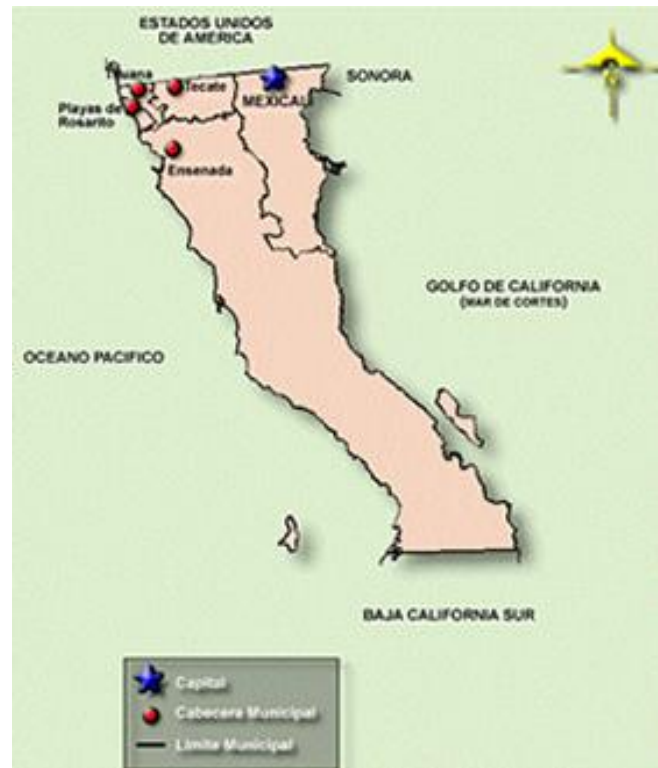 ESTADOS UNIDOS
DE AMERICA
SONORA
Tijuana
Tecate
MEXICALI
Playas de
Rosarito
Ensenada
GOLFO DE CALIFORNIA
(MAR DE CORTES)
OCEANO PACIFICO
BAJA CALIFORNIA SUR
Capital
Cabecera Municipal
Límite Municipal